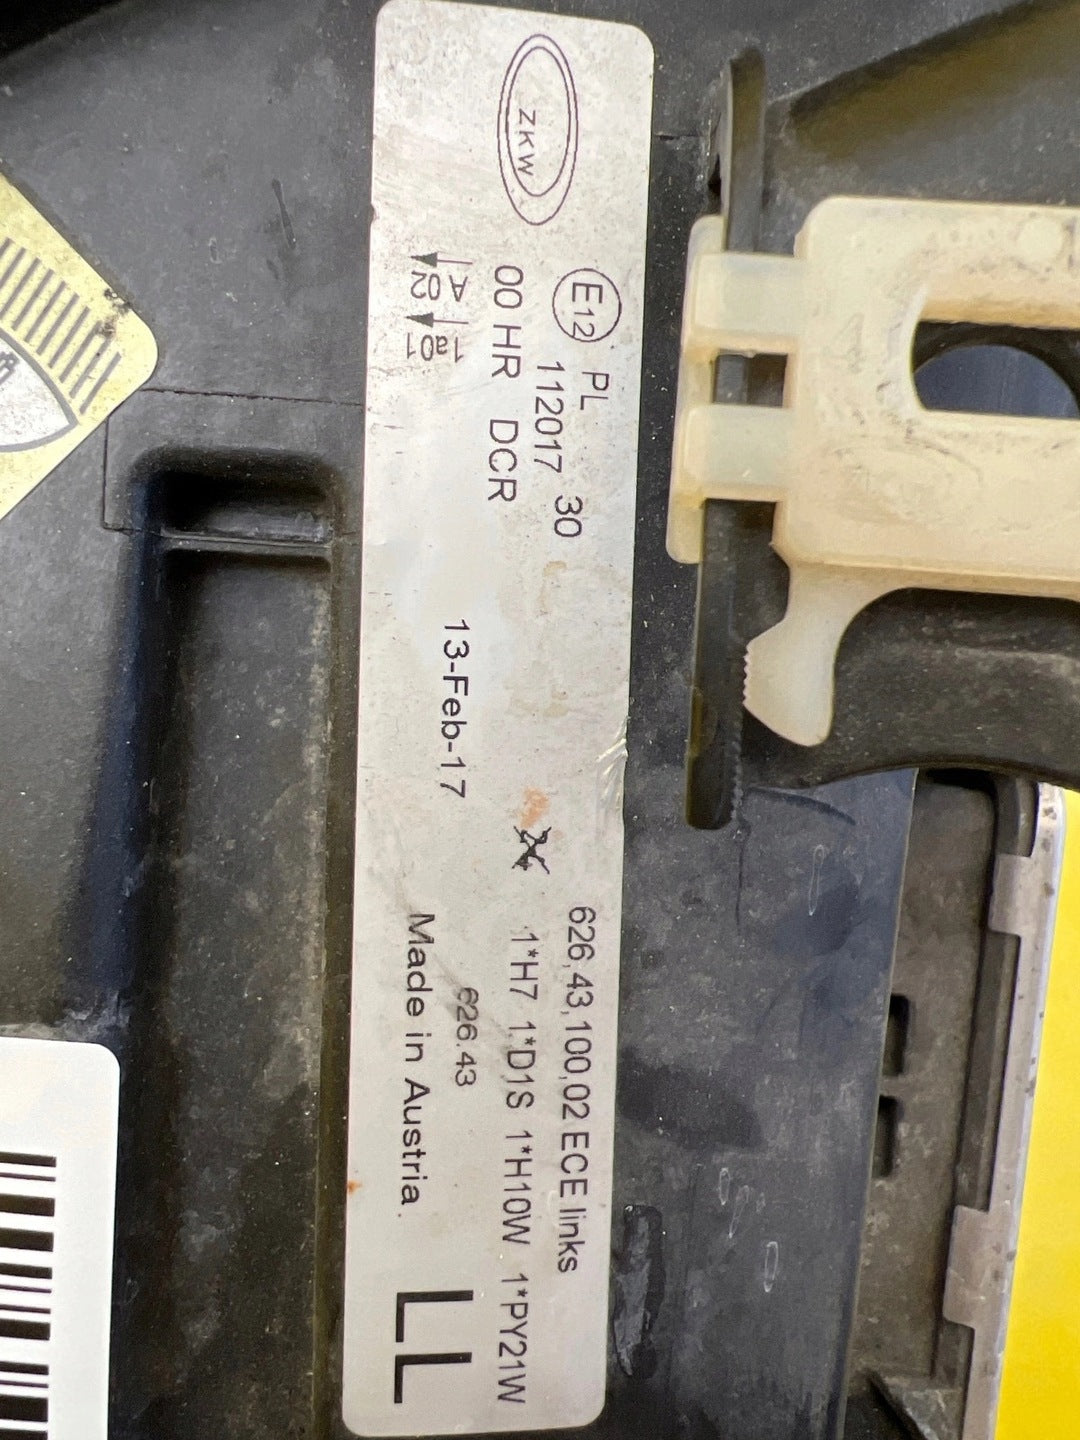 ZKW
E12 PL 30
112017
00 HR DCR
A 1a01
02
13-Feb-17
626,43,100,02 ECE links
1*H7 1*D1S 1*H10W 1*PY21W
626.43
Made in Austria
LL